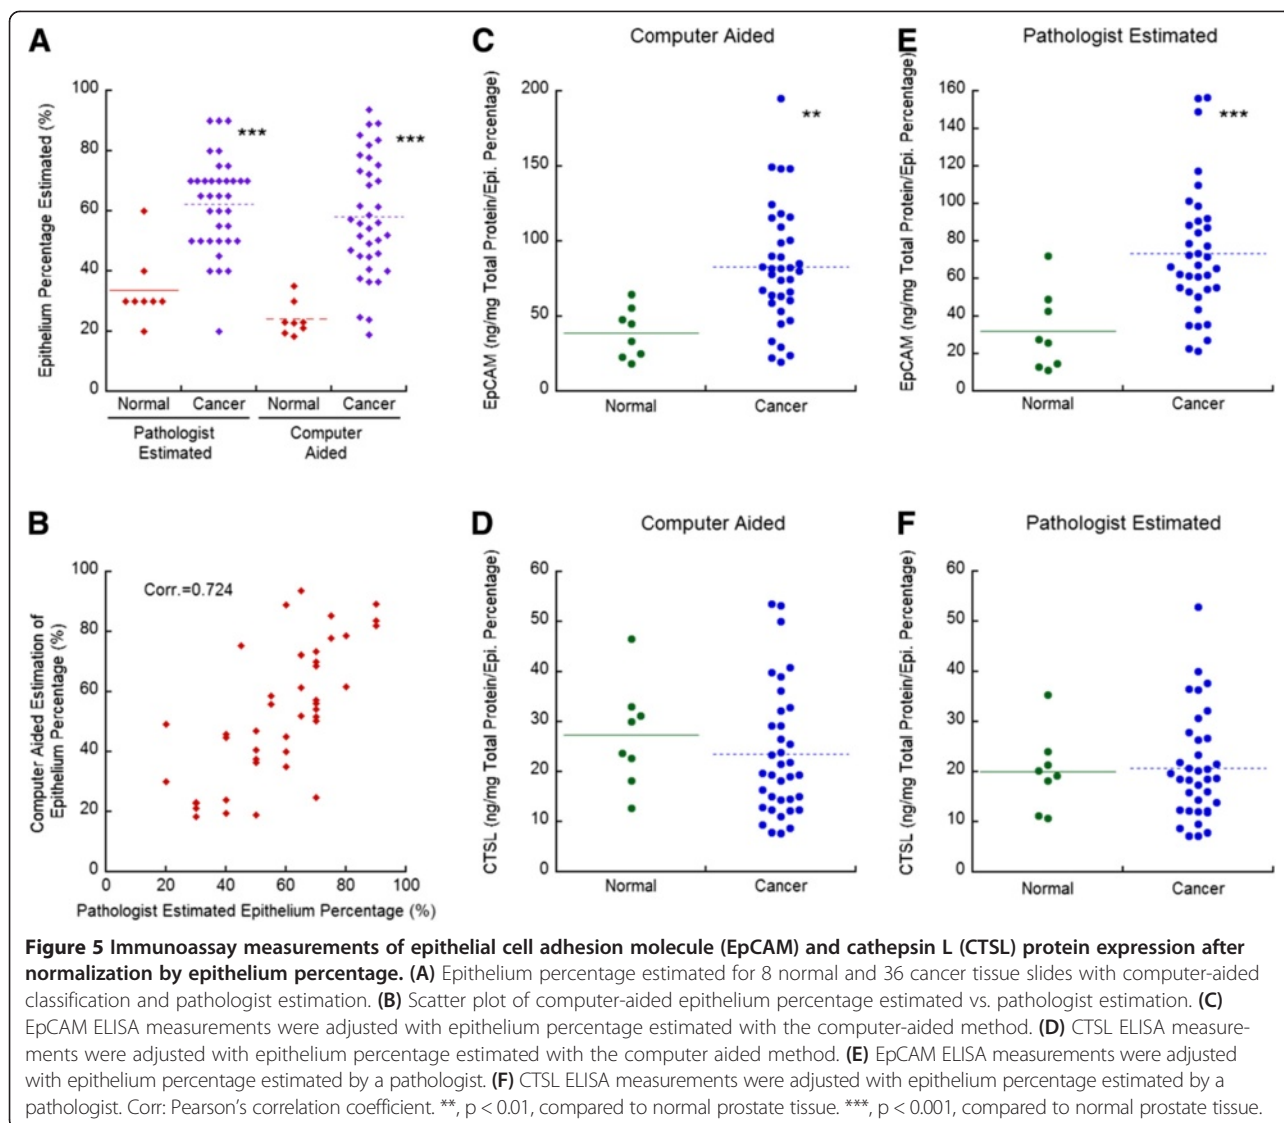 A
Epithelium Percentage Estimated (%)
100
80
60
40
20
0
***
***
Normal
Cancer
Normal
Cancer
Pathologist
Estimated
Computer
Aided
C
Computer Aided
EpCAM (ng/mg Total Protein/Epi. Percentage)
200
150
100
50
0
**
Normal
Cancer
E
Pathologist Estimated
EpCAM (ng/mg Total Protein/Epi. Percentage)
160
140
120
100
80
60
40
20
0
***
Normal
Cancer
B
Computer Aided Estimation of
Epithelium Percentage (%)
100
80
60
40
20
0
Corr.=0.724
0
20
40
60
80
100
Pathologist Estimated Epithelium Percentage (%)
D
Computer Aided
CTSL (ng/mg Total Protein/Epi. Percentage)
60
50
40
30
20
10
0
Normal
Cancer
F
Pathologist Estimated
CTSL (ng/mg Total Protein/Epi. Percentage)
60
50
40
30
20
10
0
Normal
Cancer
Figure 5 Immunoassay measurements of epithelial cell adhesion molecule (EpCAM) and cathepsin L (CTSL) protein expression after
normalization by epithelium percentage. (A) Epithelium percentage estimated for 8 normal and 36 cancer tissue slides with computer-aided
classification and pathologist estimation. (B) Scatter plot of computer-aided epithelium percentage estimated vs. pathologist estimation. (C)
EpCAM ELISA measurements were adjusted with epithelium percentage estimated with the computer-aided method. (D) CTSL ELISA measure-
ments were adjusted with epithelium percentage estimated with the computer aided method. (E) EpCAM ELISA measurements were adjusted
with epithelium percentage estimated by a pathologist. (F) CTSL ELISA measurements were adjusted with epithelium percentage estimated by a
pathologist. Corr: Pearson's correlation coefficient. **, p < 0.01, compared to normal prostate tissue. ***, p < 0.001, compared to normal prostate tissue.